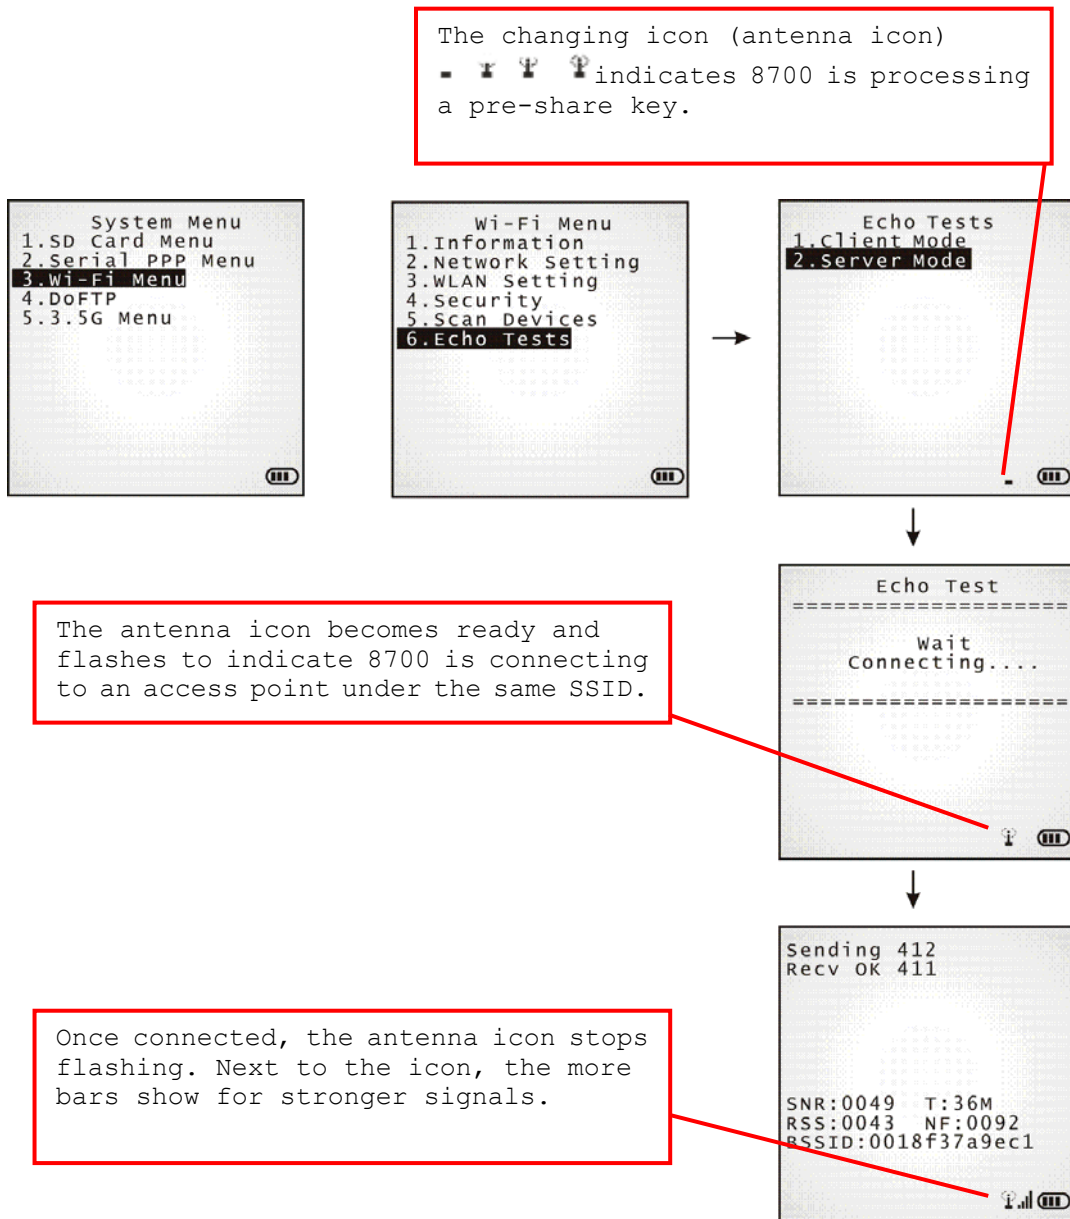 The changing icon (antenna icon)
indicates 8700 is processing
a pre-share key.
System Menu
1.SD Card Menu
2.Serial PPP Menu
3.Wi-Fi Menu
4.DoFTP
5.3.5G Menu
Wi-Fi Menu
1.Information
2.Network Setting
3.WLAN Setting
4.Security
5.Scan Devices
6.Echo Tests
Echo Tests
1.Client Mode
2.Server Mode
Echo Test
===================
Wait
Connecting....
===================
The antenna icon becomes ready and
flashes to indicate 8700 is connecting
to an access point under the same SSID.
Sending 412
Recv OK 411
SNR:0049 T:36M
RSS:0043 NF:0092
BSSID:0018f37a9ec1
Once connected, the antenna icon stops
flashing. Next to the icon, the more
bars show for stronger signals.